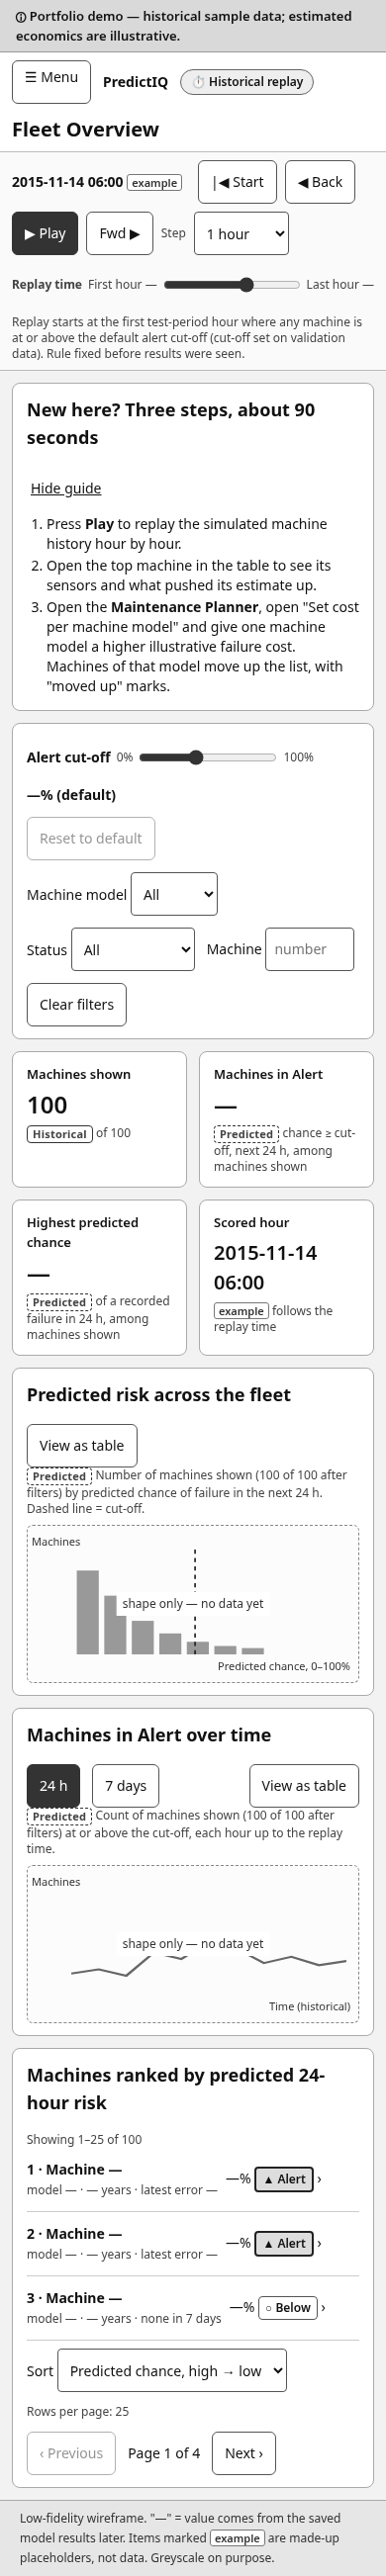 ⓘ Portfolio demo — historical sample data; estimated
economics are illustrative.
☰ Menu PredictIQ ⏱ Historical replay
Fleet Overview
2015-11-14 06:00 example |◀ Start ◀ Back
▶ Play Fwd ▶ Step 1 hour
Replay time First hour — Last hour —
Replay starts at the first test-period hour where any machine is
at or above the default alert cut-off (cut-off set on validation
data). Rule fixed before results were seen.
New here? Three steps, about 90
seconds
Hide guide
1. Press Play to replay the simulated machine
history hour by hour.
2. Open the top machine in the table to see its
sensors and what pushed its estimate up.
3. Open the Maintenance Planner, open "Set cost
per machine model" and give one machine
model a higher illustrative failure cost.
Machines of that model move up the list, with
"moved up" marks.
Alert cut-off 0% 100%
—% (default)
Reset to default
Machine model All
Status All Machine number
Clear filters
Machines shown
100
Historical of 100
Machines in Alert
—
Predicted chance ≥ cut-
off, next 24 h, among
machines shown
Highest predicted
chance
—
Predicted of a recorded
failure in 24 h, among
machines shown
Scored hour
2015-11-14
06:00
example follows the
replay time
Predicted risk across the fleet
View as table
Predicted Number of machines shown (100 of 100 after
filters) by predicted chance of failure in the next 24 h.
Dashed line = cut-off.
Machines
shape only — no data yet
Predicted chance, 0–100%
Machines in Alert over time
24 h 7 days View as table
Predicted Count of machines shown (100 of 100 after
filters) at or above the cut-off, each hour up to the replay
time.
Machines
shape only — no data yet
Time (historical)
Machines ranked by predicted 24-
hour risk
Showing 1–25 of 100
1 · Machine —
model — · — years · latest error — —% ▲ Alert ›
2 · Machine —
model — · — years · latest error — —% ▲ Alert ›
3 · Machine —
model — · — years · none in 7 days —% ○ Below ›
Sort Predicted chance, high → low
Rows per page: 25
‹ Previous Page 1 of 4 Next ›
Low-fidelity wireframe. "—" = value comes from the saved
model results later. Items marked example are made-up
placeholders, not data. Greyscale on purpose.